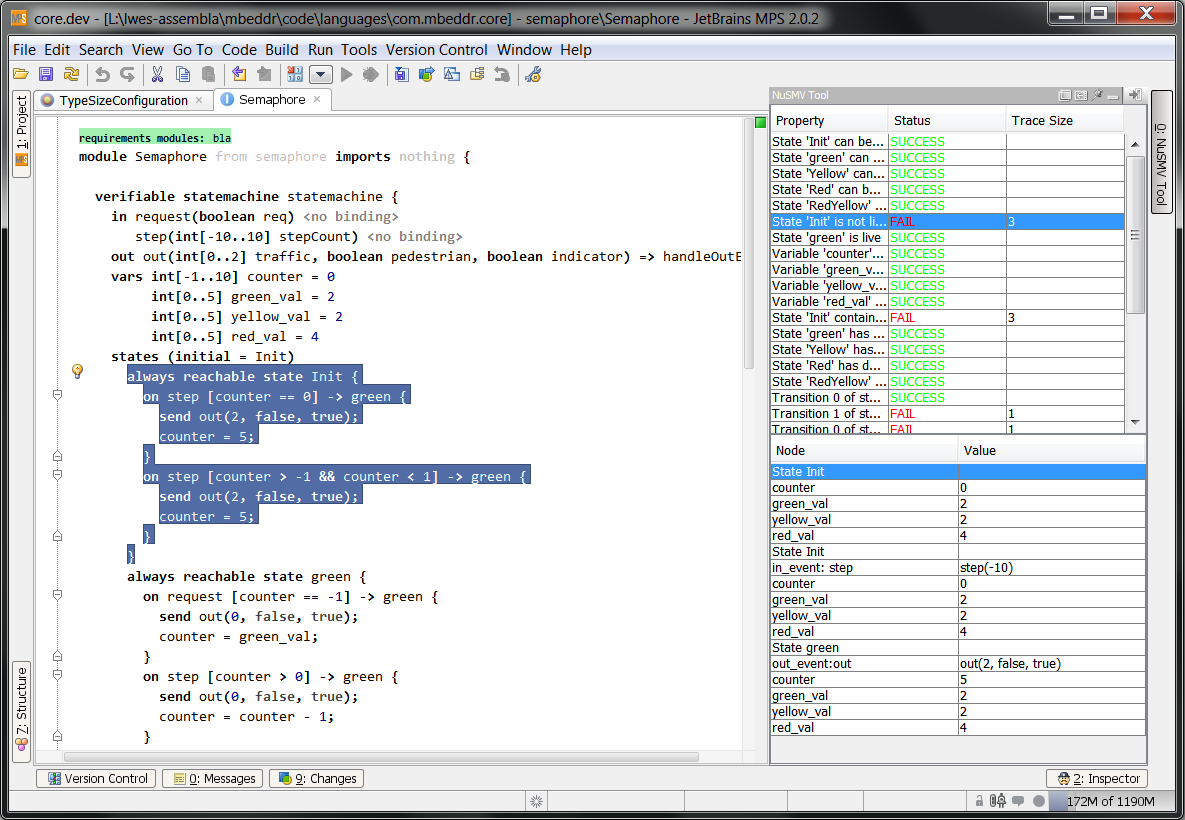 core.dev - [L:\lwes-assembla\mbeddr\code\languages\com.mbeddr.core] - semaphore\Semaphore - JetBrains MPS 2.0.2
File Edit Search View Go To Code Build Run Tools Version Control Window Help
1: Project
TypeSizeConfiguration
Semaphore
requirements modules: bla
module Semaphore from semaphore imports nothing {
verifiable statemachine statemachine {
in request(boolean req) <no binding>
step(int[-10..10] stepCount) <no binding>
out out(int[0..2] traffic, boolean pedestrian, boolean indicator) => handleOutE
vars int[-1..10] counter = 0
int[0..5] green_val = 2
int[0..5] yellow_val = 2
int[0..5] red_val = 4
states (initial = Init)
always reachable state Init {
on step [counter == 0] -> green {
send out(2, false, true);
counter = 5;
}
on step [counter > -1 && counter < 1] -> green {
send out(2, false, true);
counter = 5;
}
}
always reachable state green {
on request [counter == -1] -> green {
send out(0, false, true);
counter = green_val;
}
on step [counter > 0] -> green {
send out(0, false, true);
counter = counter - 1;
}
Z: Structure
NuSMV Tool
Property Status Trace Size
State 'Init' can be... SUCCESS
State 'green' can ... SUCCESS
State 'Yellow' can... SUCCESS
State 'Red' can b... SUCCESS
State 'RedYellow' ... SUCCESS
State 'Init' is not li... FAIL 3
State 'green' is live SUCCESS
Variable 'counter'... SUCCESS
Variable 'green_v... SUCCESS
Variable 'yellow_v... SUCCESS
Variable 'red_val' ... SUCCESS
State 'Init' contain... FAIL 3
State 'green' has ... SUCCESS
State 'Yellow' has... SUCCESS
State 'Red' has d... SUCCESS
State 'RedYellow' ... SUCCESS
Transition 0 of st... SUCCESS
Transition 1 of st... FAIL 1
Transition 0 of st... FAIL 1
Node Value
State Init
counter 0
green_val 2
yellow_val 2
red_val 4
State Init
in_event: step step(-10)
counter 0
green_val 2
yellow_val 2
red_val 4
State green
out_event:out out(2, false, true)
counter 5
green_val 2
yellow_val 2
red_val 4
0: NuSMV Tool
Version Control
0: Messages
9: Changes
2: Inspector
172M of 1190M